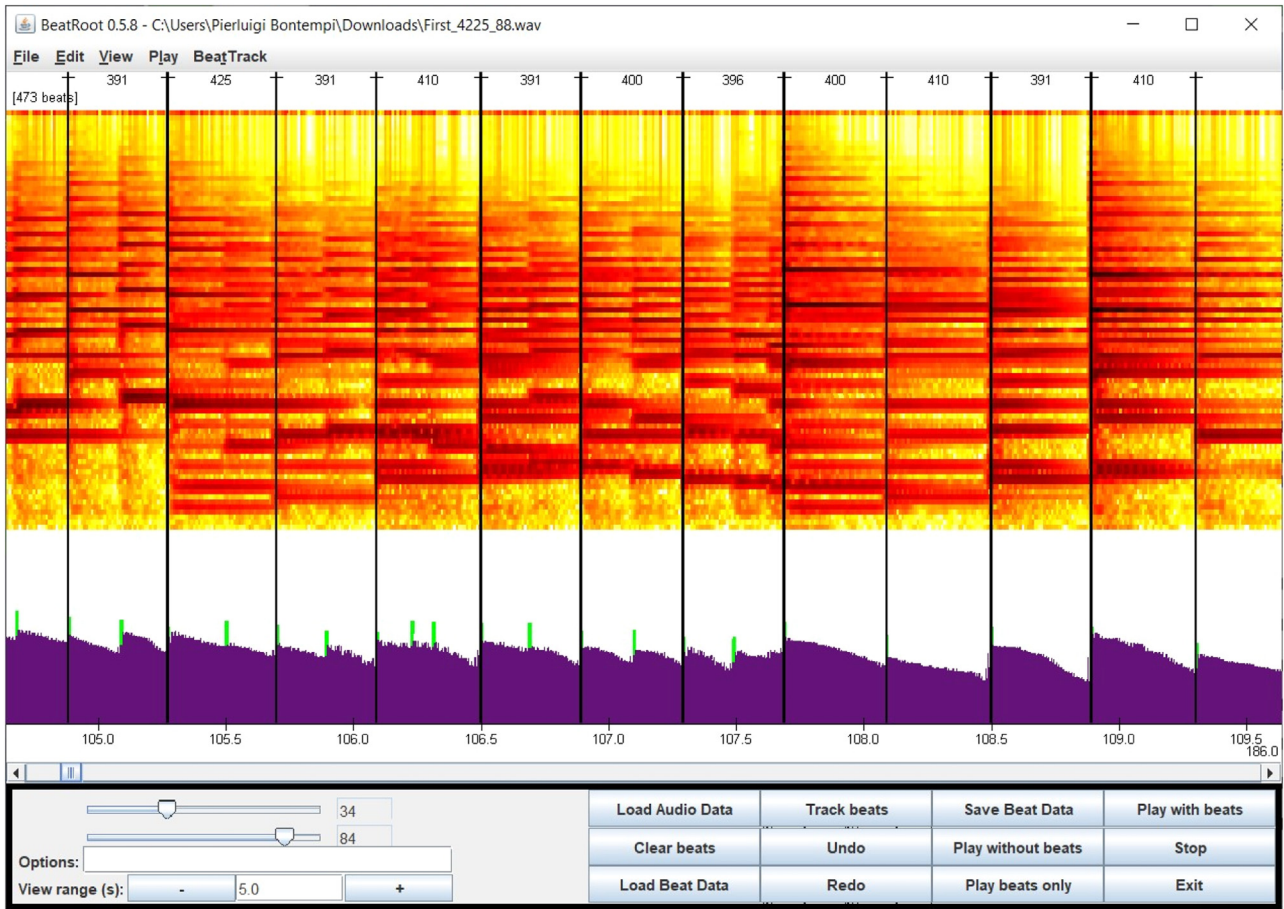 BeatRoot 0.5.8 - C:\Users\Pierluigi Bontempi\Downloads\First_4225_88.wav
File Edit View Play BeatTrack
391 425 391 410 391 400 396 400 410 391 410
[473 beats]
105.0 105.5 106.0 106.5 107.0 107.5 108.0 108.5 109.0 109.5
186.0
34
84
Options:
View range (s): - 5.0 +
Load Audio Data Track beats Save Beat Data Play with beats
Clear beats Undo Play without beats Stop
Load Beat Data Redo Play beats only Exit